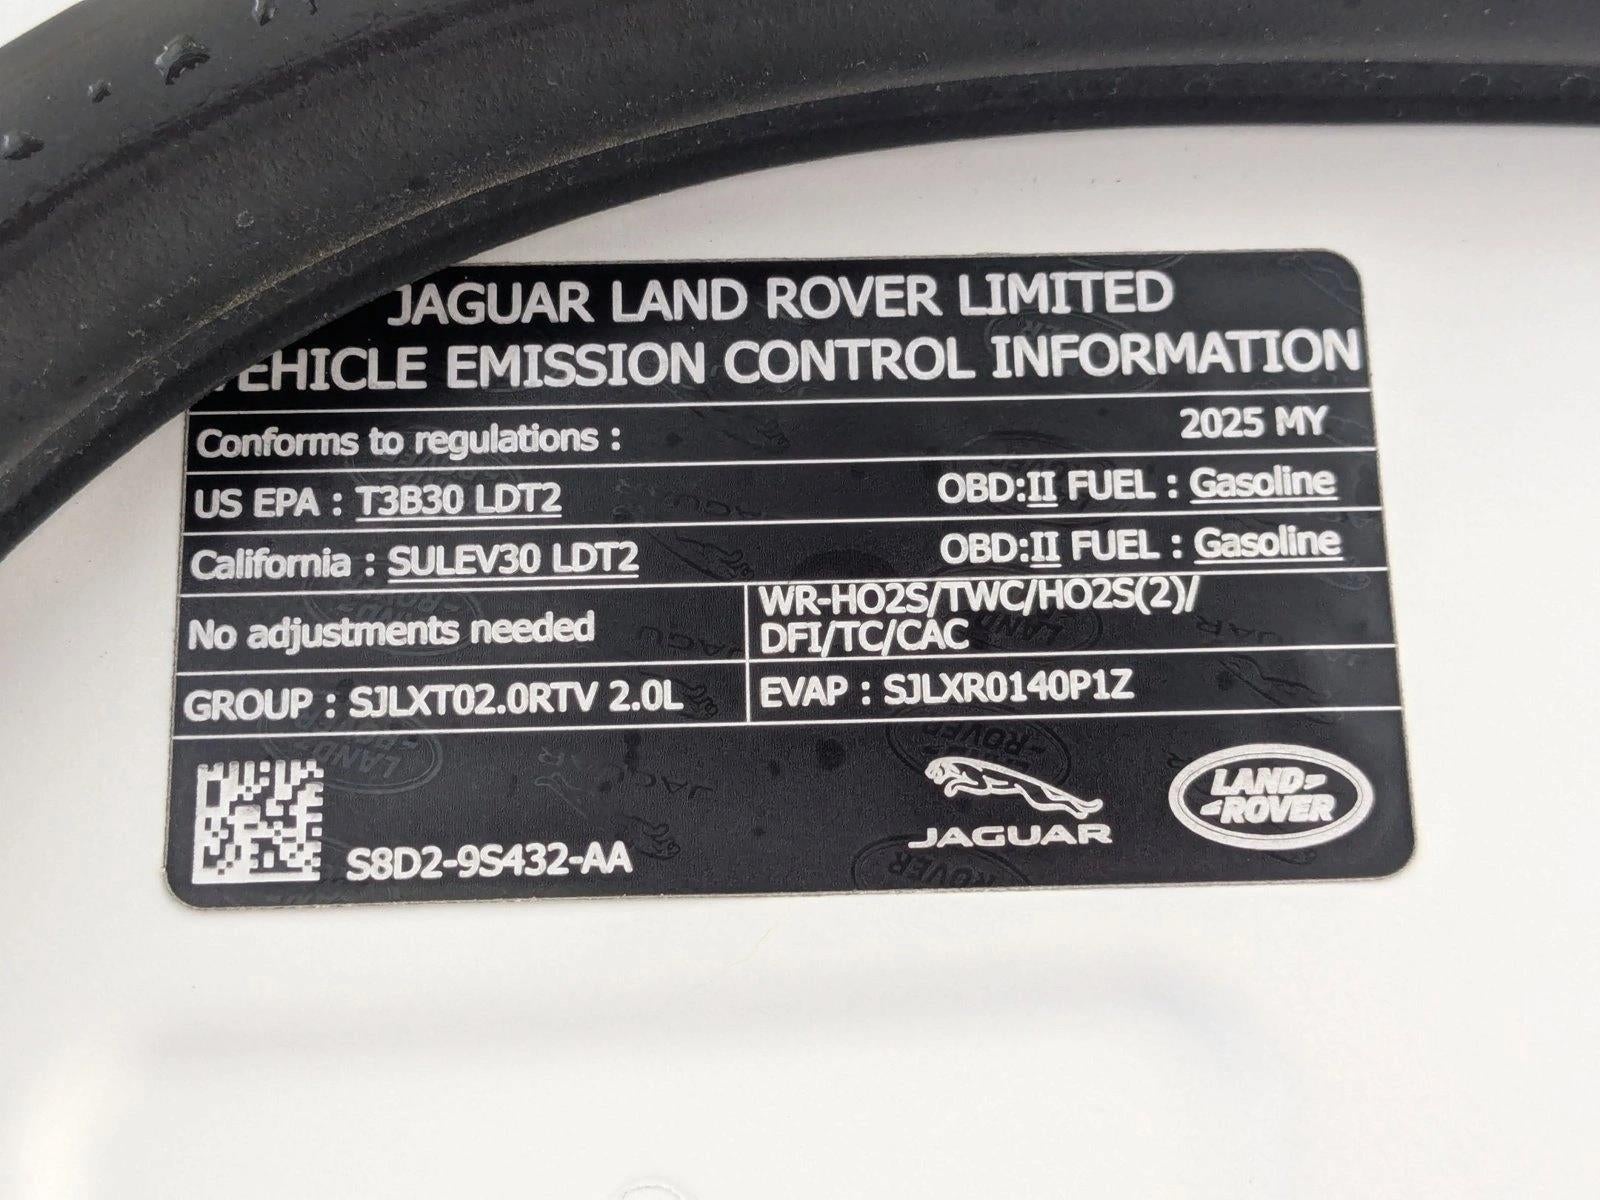 JAGUAR LAND ROVER LIMITED
VEHICLE EMISSION CONTROL INFORMATION
Conforms to regulations : 2025 MY
US EPA : T3B30 LDT2 OBD:II FUEL : Gasoline
California : SULEV30 LDT2 OBD:II FUEL : Gasoline
No adjustments needed
WR-HO2S/TWC/HO2S(2)/
DFI/TC/CAC
GROUP : SJLXT02.0RTV 2.0L
EVAP : SJLXR0140P1Z
S8D2-9S432-AA
JAGUAR
LAND
ROVER